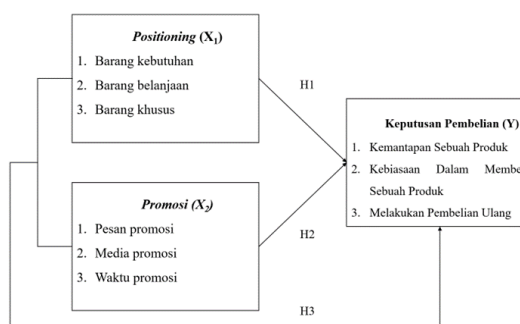 Positioning (X₁)
1. Barang kebutuhan
2. Barang belanjaan
3. Barang khusus
H1
Keputusan Pembelian (Y)
1. Kemantapan Sebuah Produk
2. Kebiasaan Dalam
Sebuah Produk
3. Melakukan Pembelian Ulang
Promosi (X₂)
1. Pesan promosi
2. Media promosi
3. Waktu promosi
H2
H3